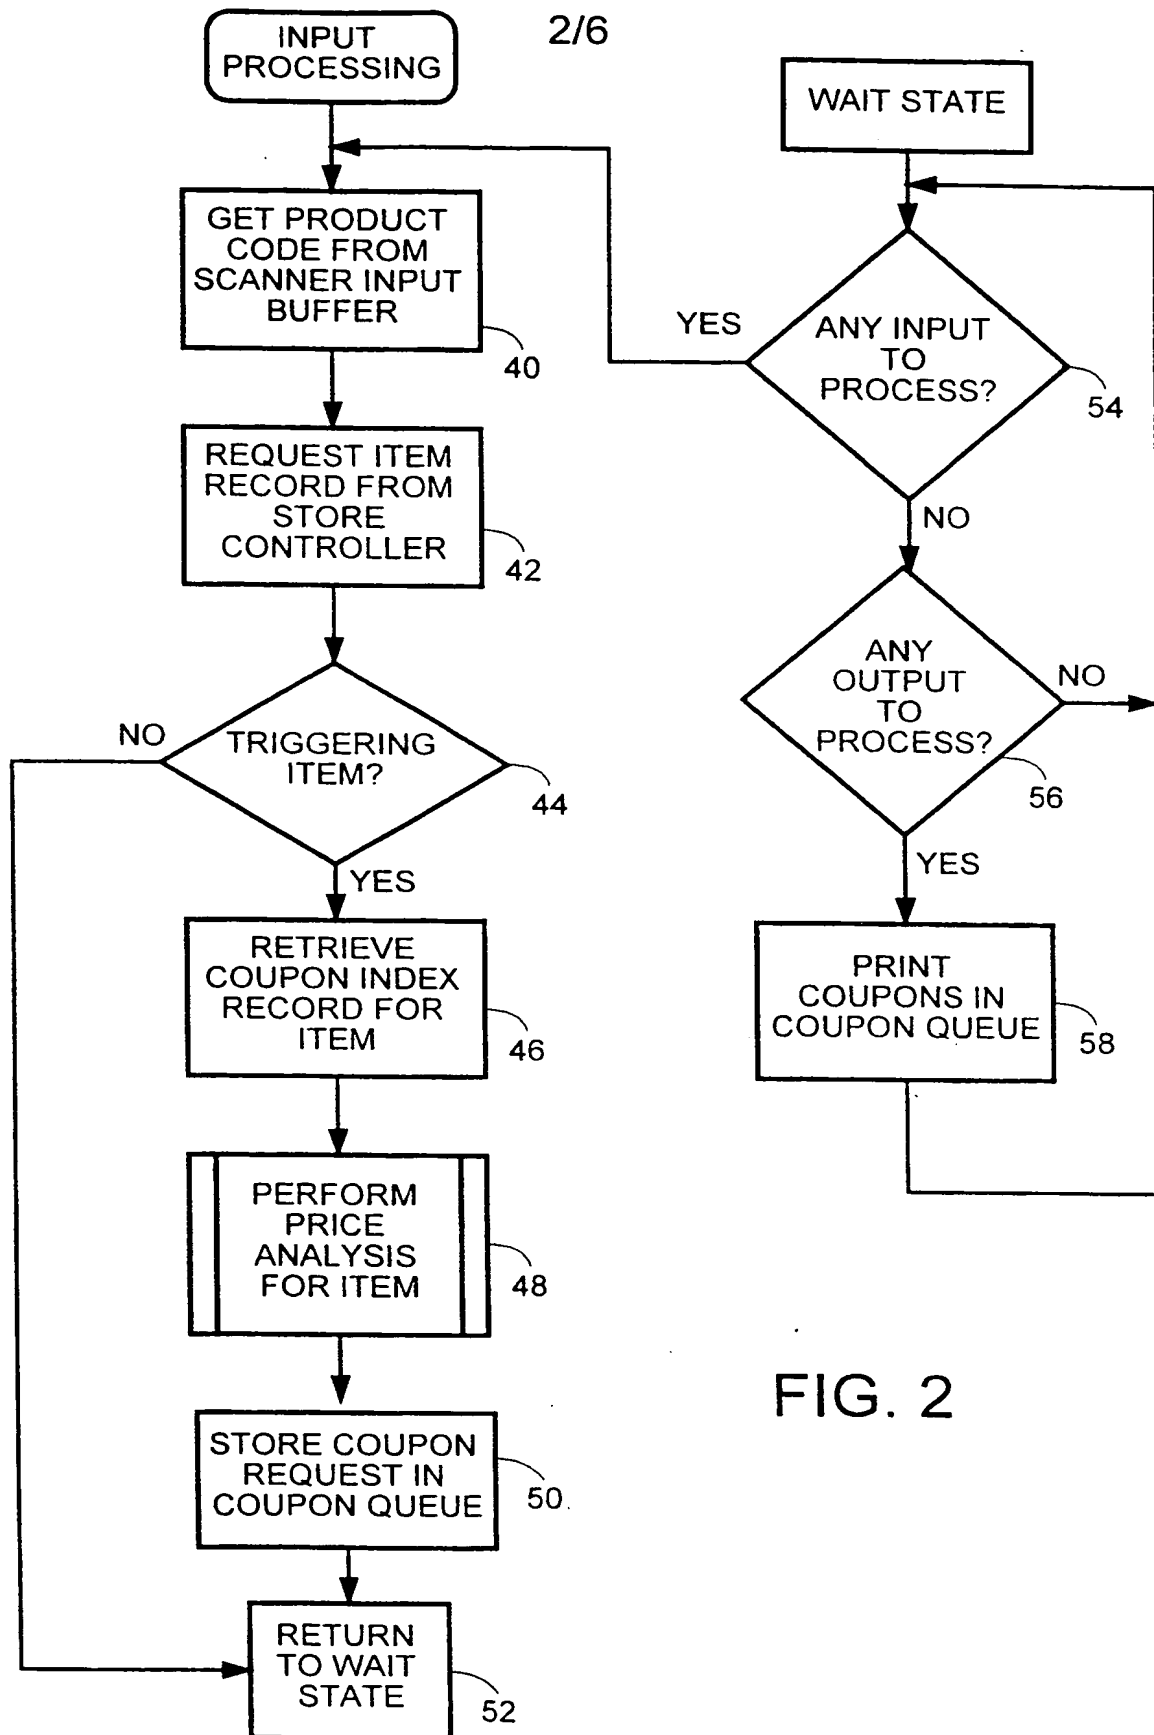 2/6
INPUT
PROCESSING
GET PRODUCT
CODE FROM
SCANNER INPUT
BUFFER
40
REQUEST ITEM
RECORD FROM
STORE
CONTROLLER
42
TRIGGERING
ITEM?
44
NO
YES
RETRIEVE
COUPON INDEX
RECORD FOR
ITEM
46
PERFORM
PRICE
ANALYSIS
FOR ITEM
48
STORE COUPON
REQUEST IN
COUPON QUEUE
50
RETURN
TO WAIT
STATE
52
WAIT STATE
ANY INPUT
TO
PROCESS?
54
YES
NO
ANY
OUTPUT
TO
PROCESS?
56
NO
YES
PRINT
COUPONS IN
COUPON QUEUE
58
FIG. 2